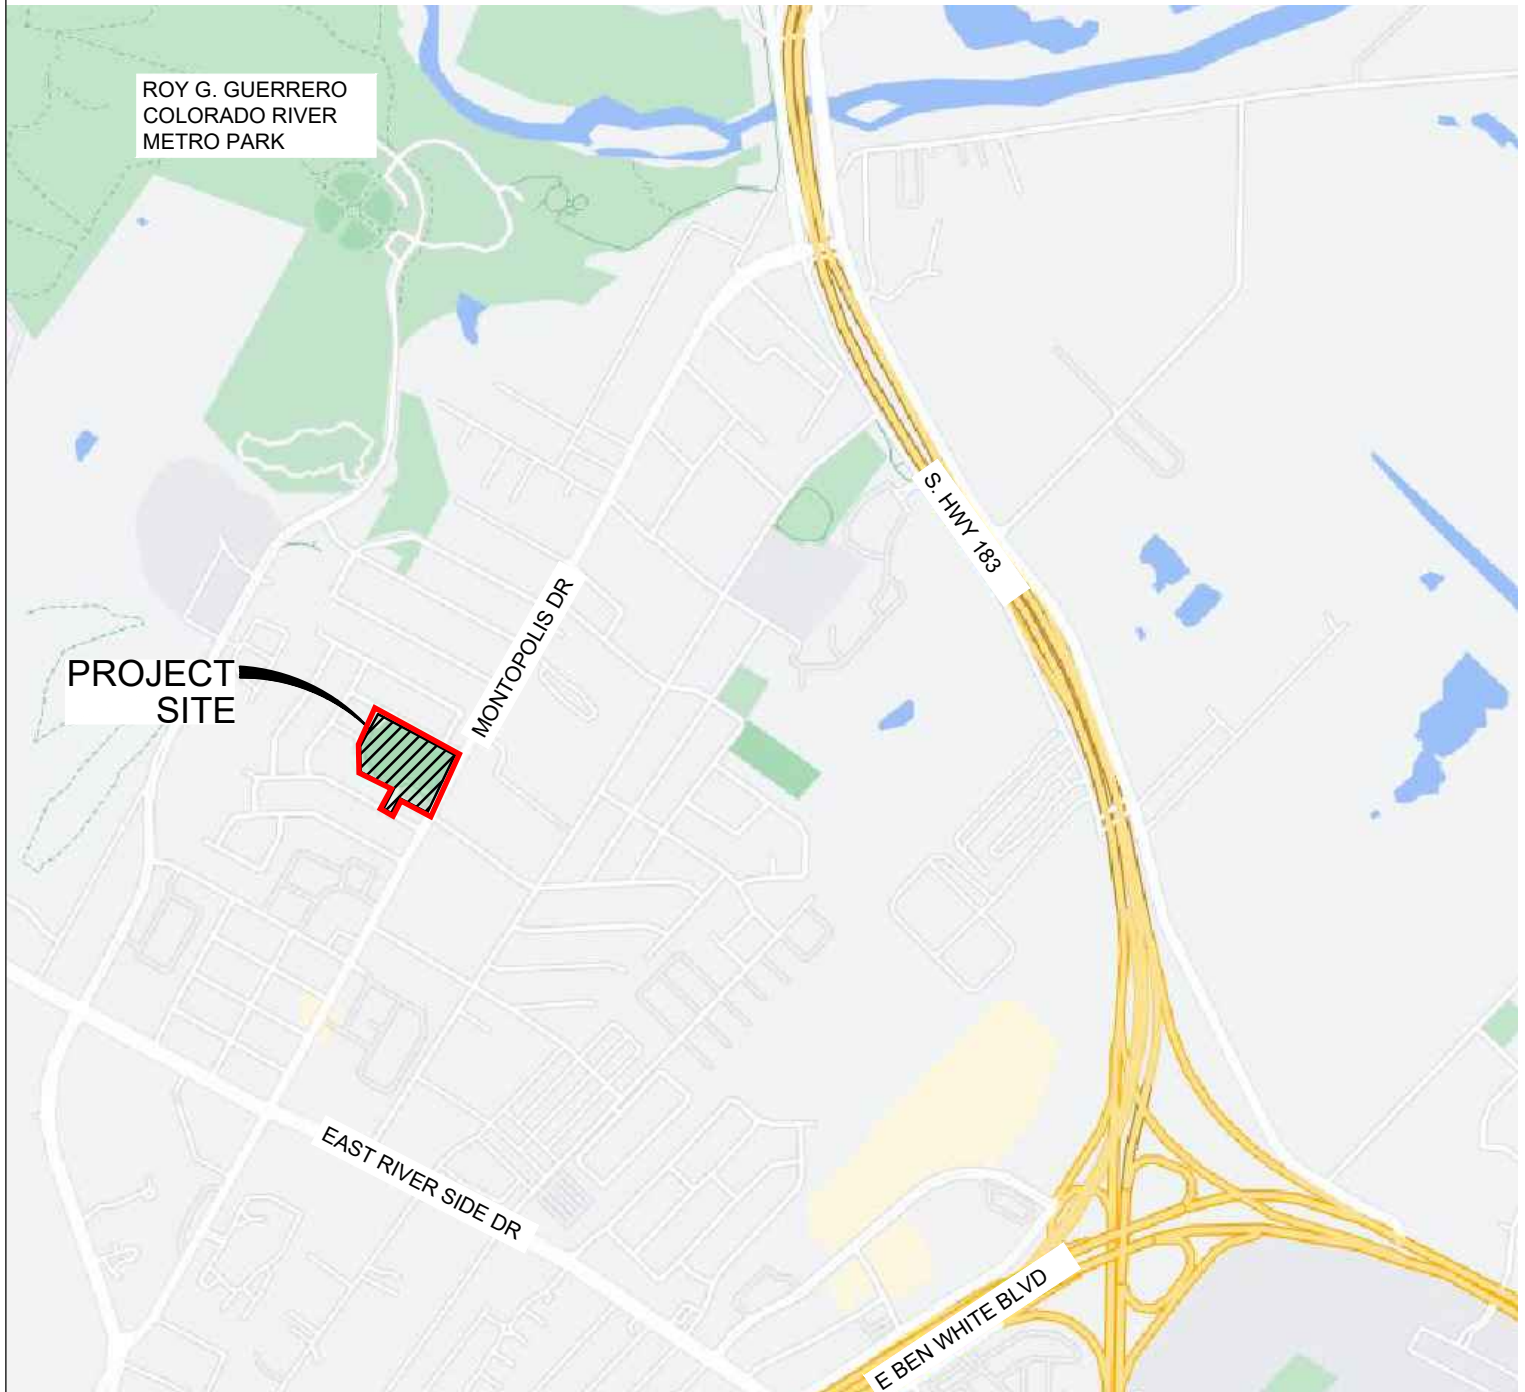 ROY G. GUERRERO
COLORADO RIVER
METRO PARK
S. HWY 183
MONTOPOLIS DR
PROJECT
SITE
EAST RIVER SIDE DR
E BEN WHITE BLVD